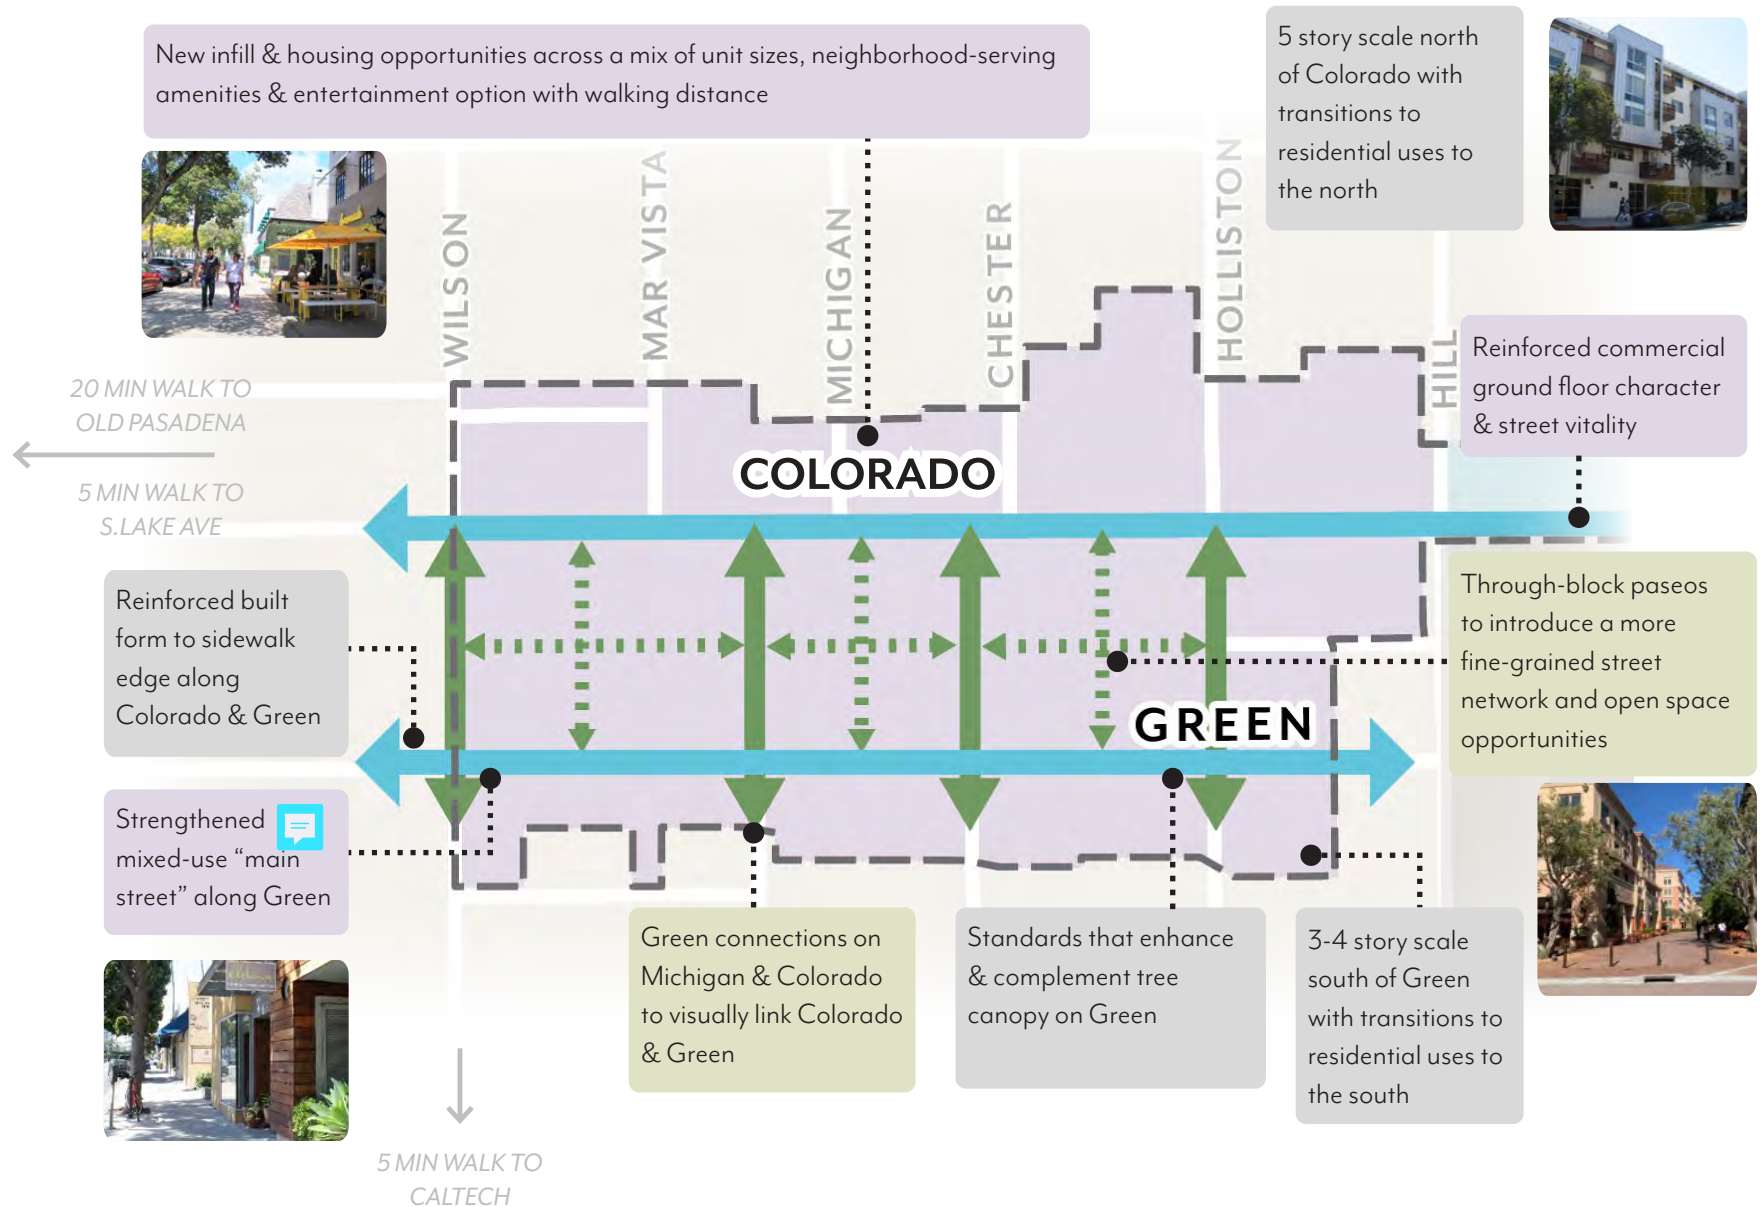 New infill & housing opportunities across a mix of unit sizes, neighborhood-serving
amenities & entertainment option with walking distance
5 story scale north
of Colorado with
transitions to
residential uses to
the north
WILSON
MAR VISTA
MICHIGAN
CHESTER
HOLLISTON
HILL
Reinforced commercial
ground floor character
& street vitality
20 MIN WALK TO
OLD PASADENA
5 MIN WALK TO
S.LAKE AVE
COLORADO
Reinforced built
form to sidewalk
edge along
Colorado & Green
Through-block paseos
to introduce a more
fine-grained street
network and open space
opportunities
GREEN
Strengthened
mixed-use “main
street” along Green
Green connections on
Michigan & Colorado
to visually link Colorado
& Green
Standards that enhance
& complement tree
canopy on Green
3-4 story scale
south of Green
with transitions to
residential uses to
the south
5 MIN WALK TO
CALTECH